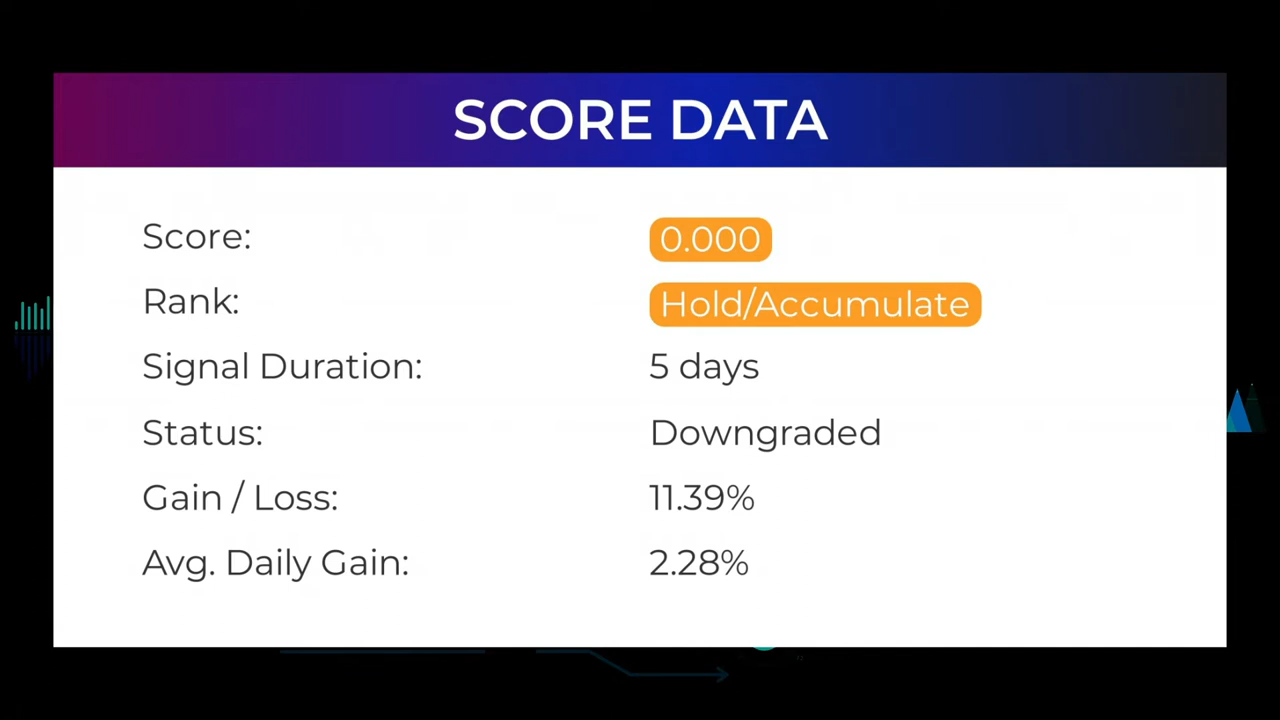 SCORE DATA
Score: 0.000
Rank: Hold/Accumulate
Signal Duration: 5 days
Status: Downgraded
Gain / Loss: 11.39%
Avg. Daily Gain: 2.28%